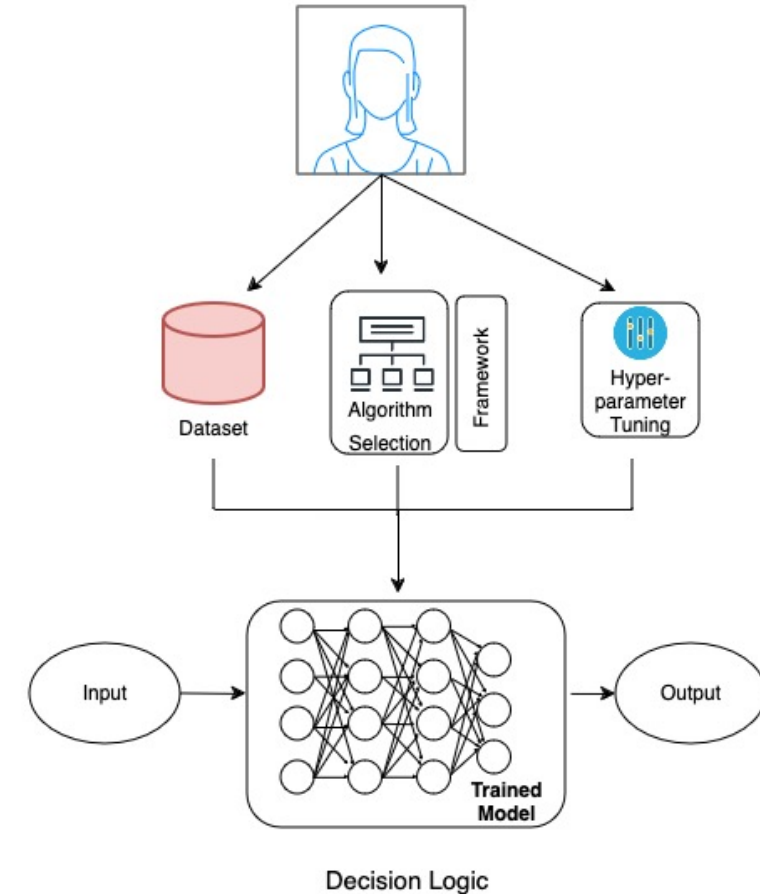 Dataset
Algorithm
Selection
Framework
Hyper-
parameter
Tuning
Input
Trained
Model
Output
Decision Logic